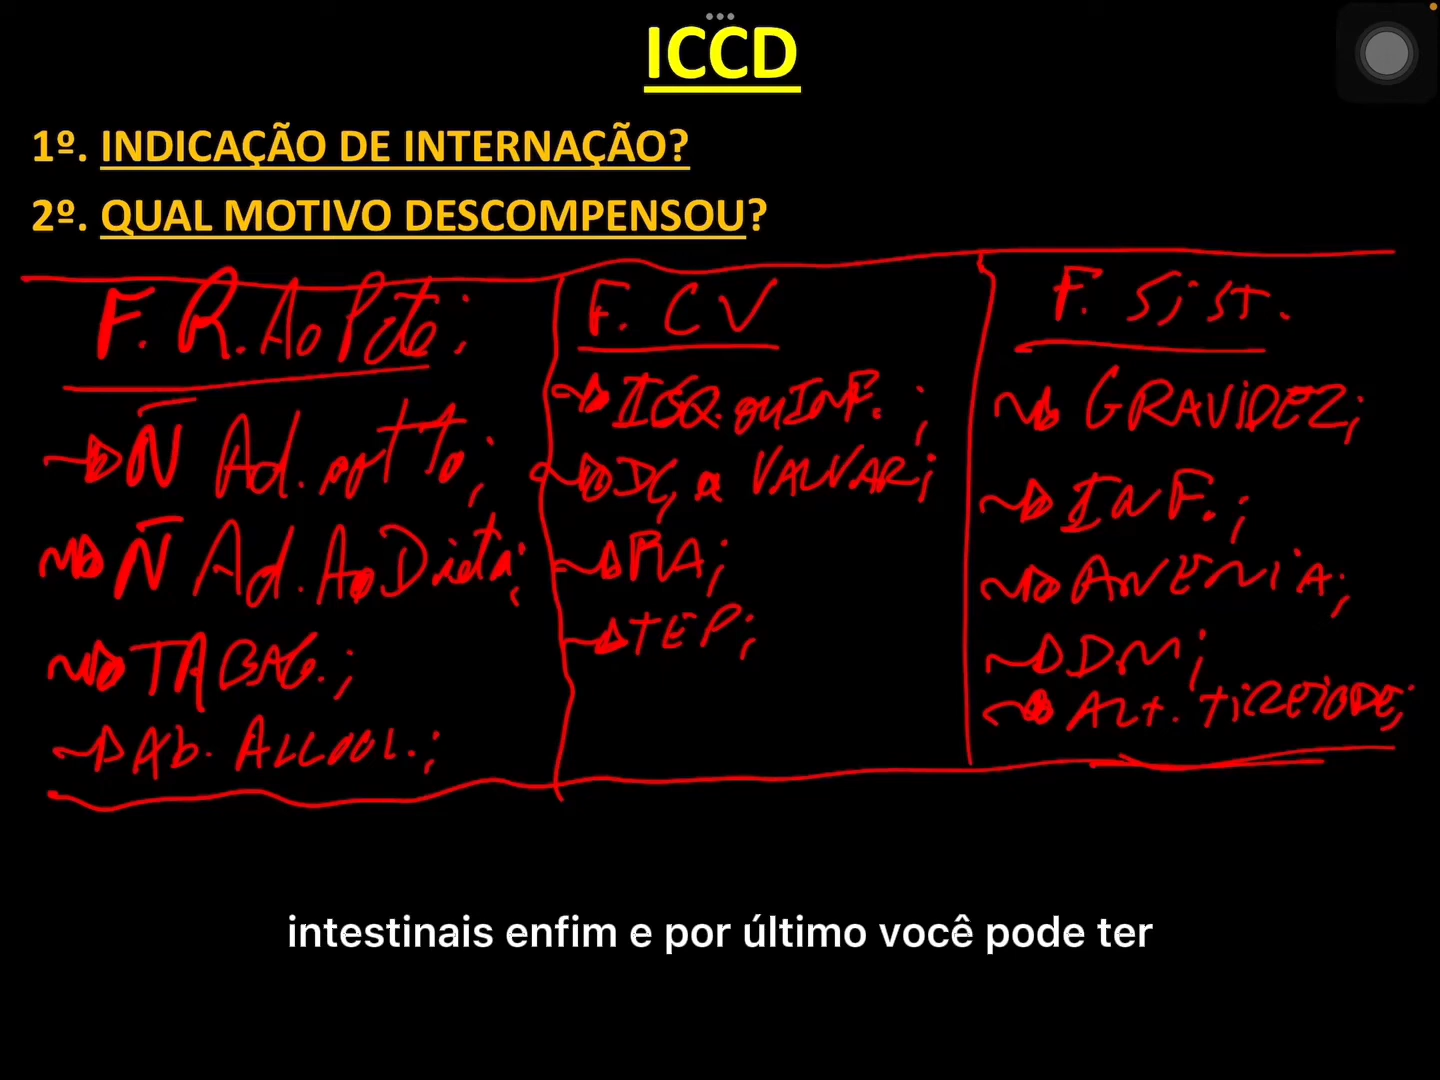 ICCD
1º. INDICAÇÃO DE INTERNAÇÃO?
2º. QUAL MOTIVO DESCOMPENSOU?
F. R. Ao Pcte;
Ñ Ad. ao tto;
Ñ Ad. Ao Dieta;
TABAG.;
Ab. ALCOOL.;
F. CV
ISQ. ou INF.;
DÇ a VALVAR;
FA;
TEP;
F. SiST.
GRAVIDEZ;
INF.;
ANEMiA;
DM;
ALT. TiREIODE;
intestinais enfim e por último você pode ter